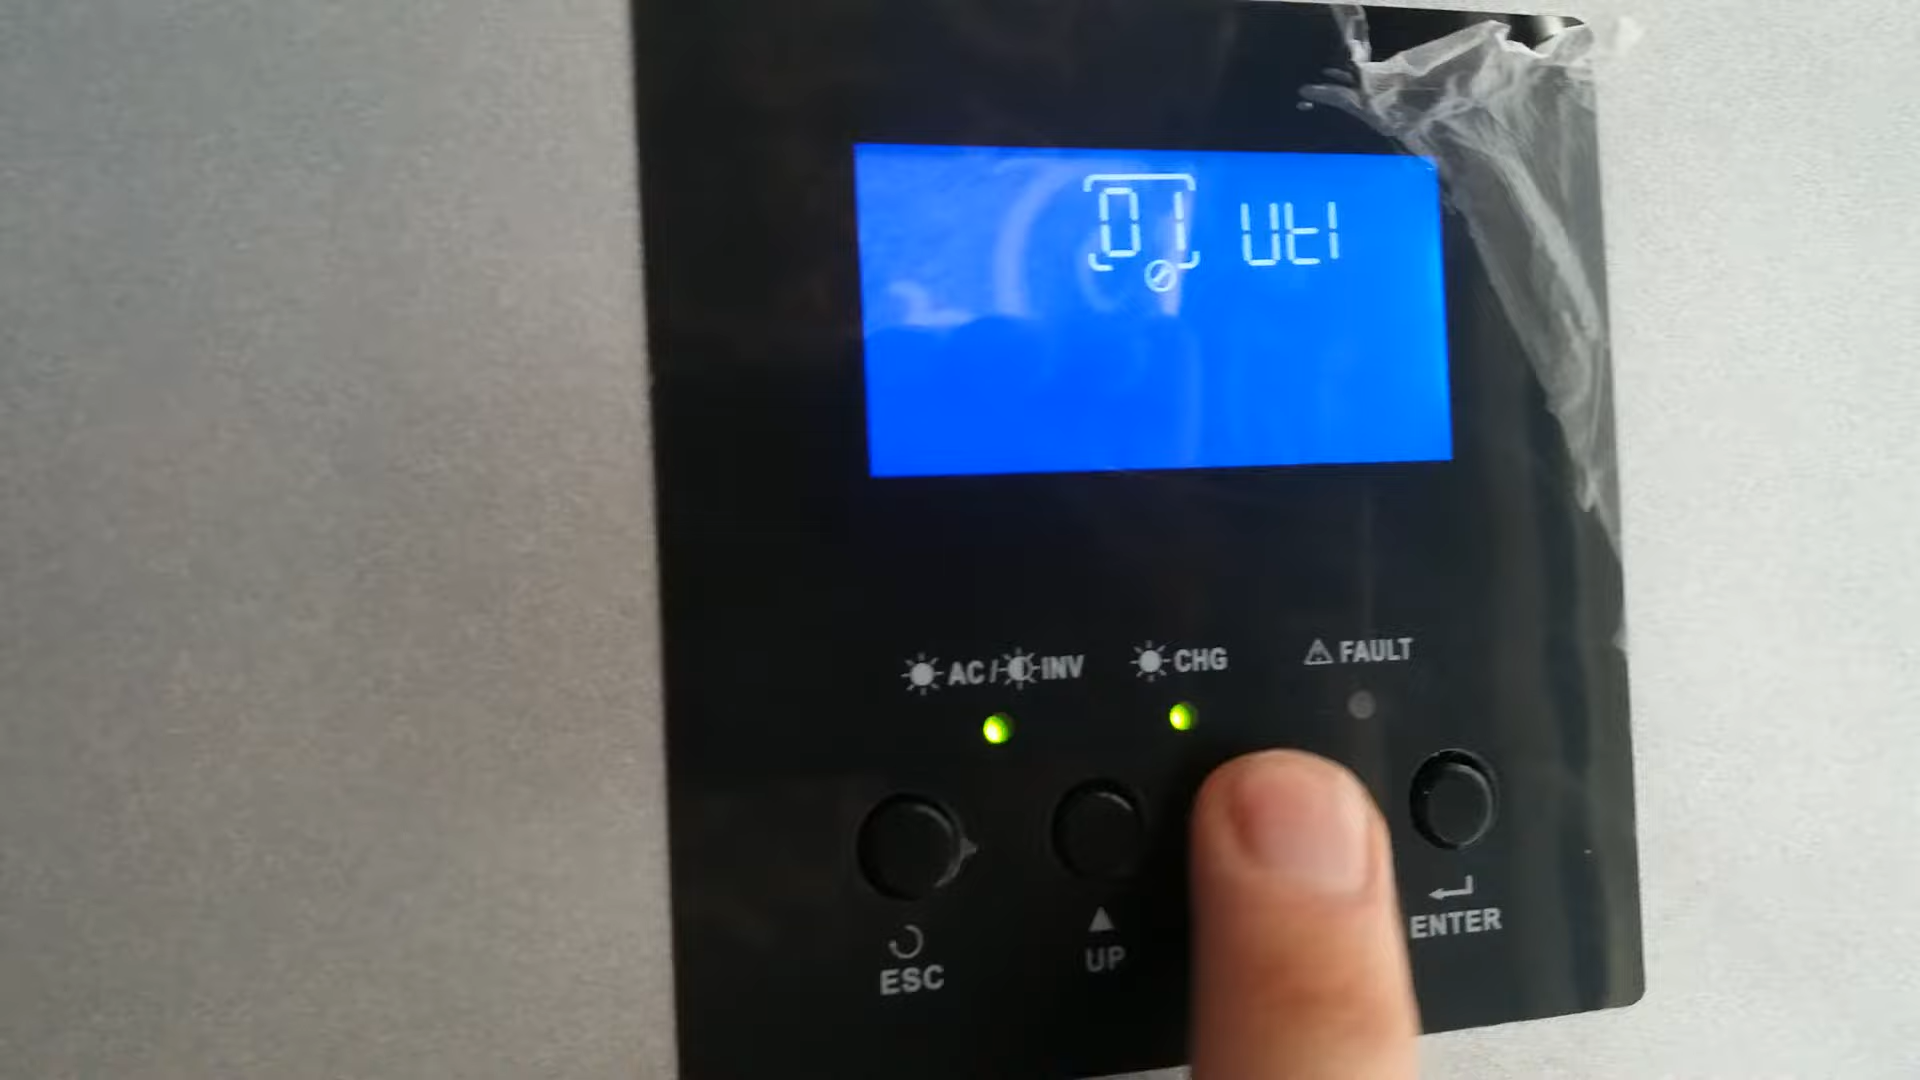 01 UtI
AC / INV
CHG
FAULT
ESC
UP
ENTER